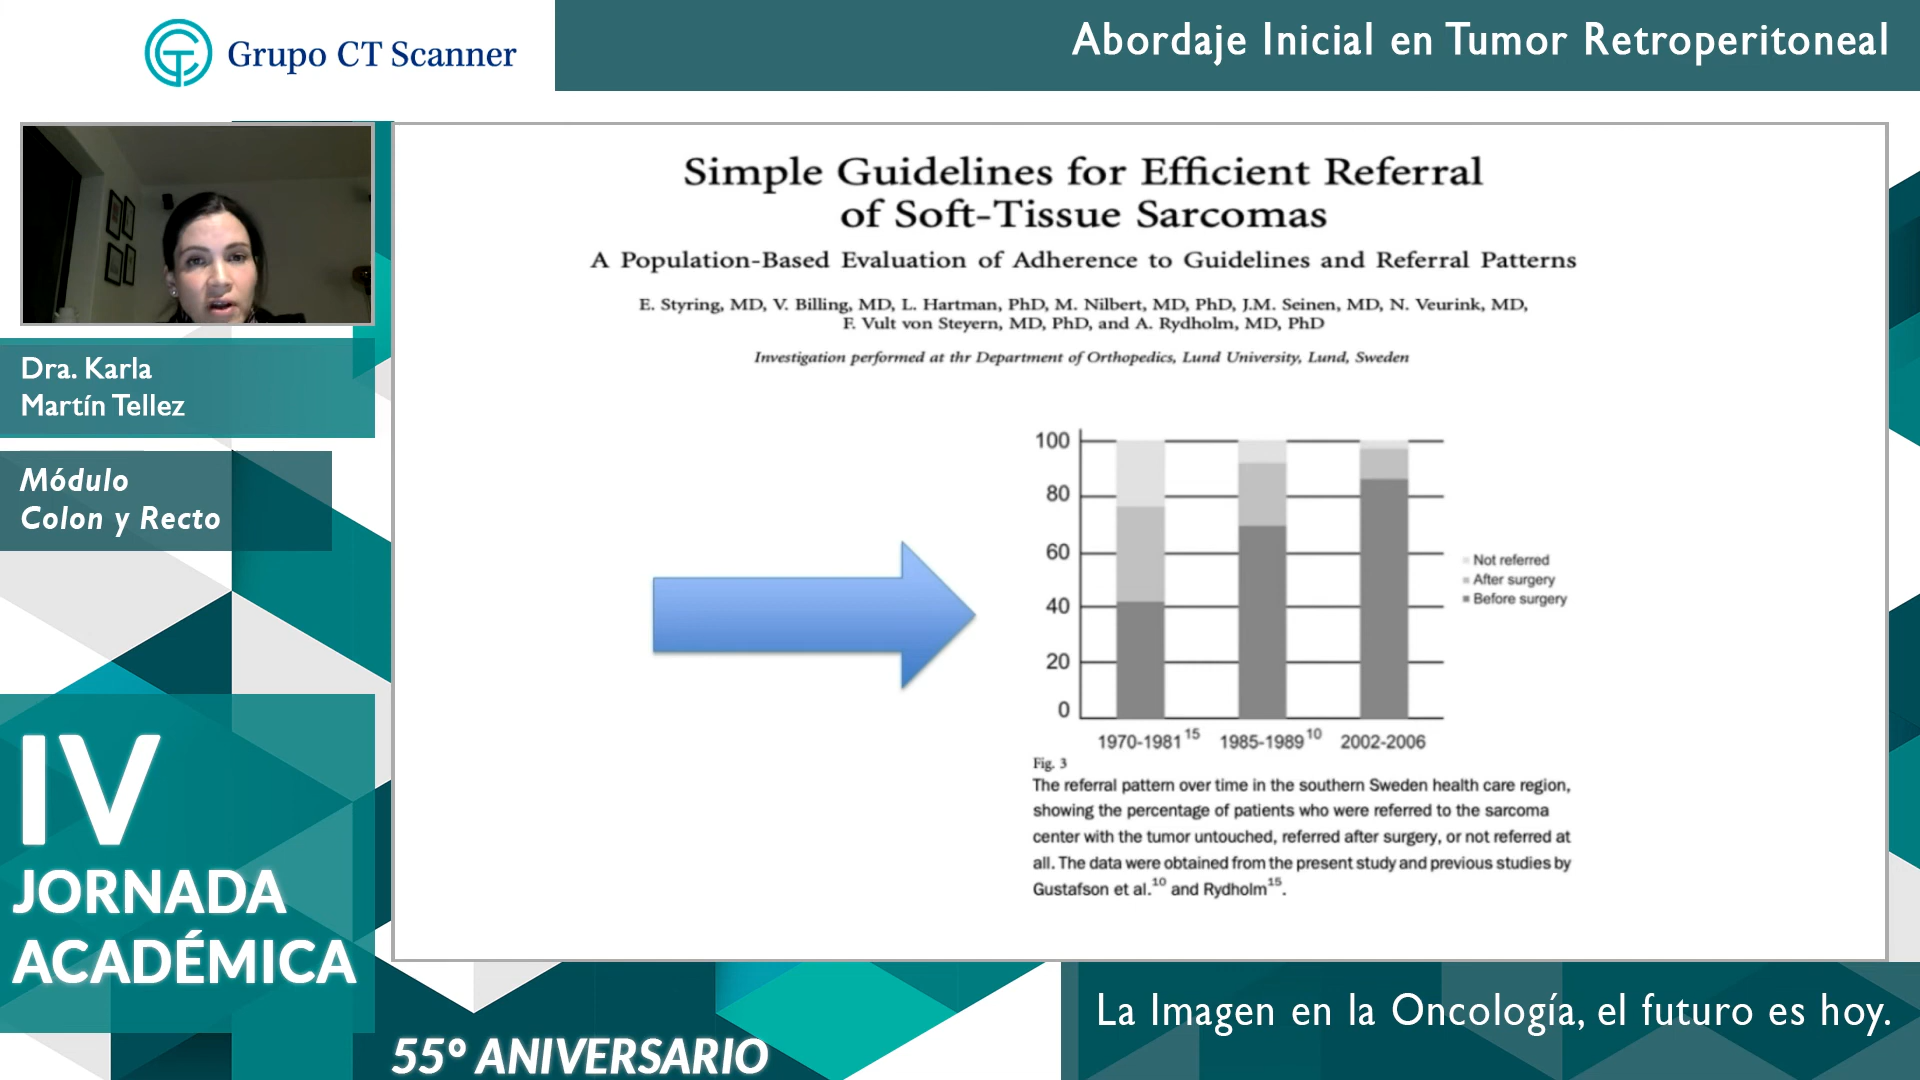 Grupo CT Scanner
Abordaje Inicial en Tumor Retroperitoneal
Dra. Karla
Martín Tellez
Módulo
Colon y Recto
IV
JORNADA
ACADÉMICA
55° ANIVERSARIO
La Imagen en la Oncología, el futuro es hoy.
Simple Guidelines for Efficient Referral
of Soft-Tissue Sarcomas
A Population-Based Evaluation of Adherence to Guidelines and Referral Patterns
E. Styring, MD, V. Billing, MD, L. Hartman, PhD, M. Nilbert, MD, PhD, J.M. Seinen, MD, N. Veurink, MD,
F. Vult von Steyern, MD, PhD, and A. Rydholm, MD, PhD
Investigation performed at thr Department of Orthopedics, Lund University, Lund, Sweden
100
80
60
40
20
0
Not referred
After surgery
Before surgery
1970-1981 15 1985-1989 10 2002-2006
Fig. 3
The referral pattern over time in the southern Sweden health care region,
showing the percentage of patients who were referred to the sarcoma
center with the tumor untouched, referred after surgery, or not referred at
all. The data were obtained from the present study and previous studies by
Gustafson et al.10 and Rydholm15.